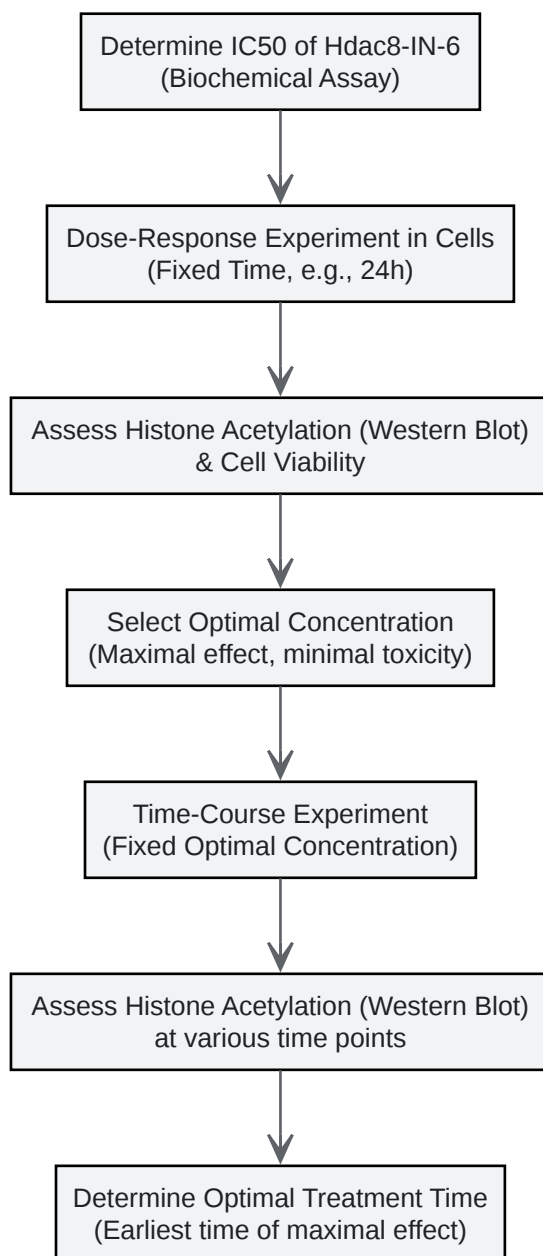 Determine IC50 of Hdac8-IN-6
(Biochemical Assay)
Dose-Response Experiment in Cells
(Fixed Time, e.g., 24h)
Assess Histone Acetylation (Western Blot)
& Cell Viability
Select Optimal Concentration
(Maximal effect, minimal toxicity)
Time-Course Experiment
(Fixed Optimal Concentration)
Assess Histone Acetylation (Western Blot)
at various time points
Determine Optimal Treatment Time
(Earliest time of maximal effect)